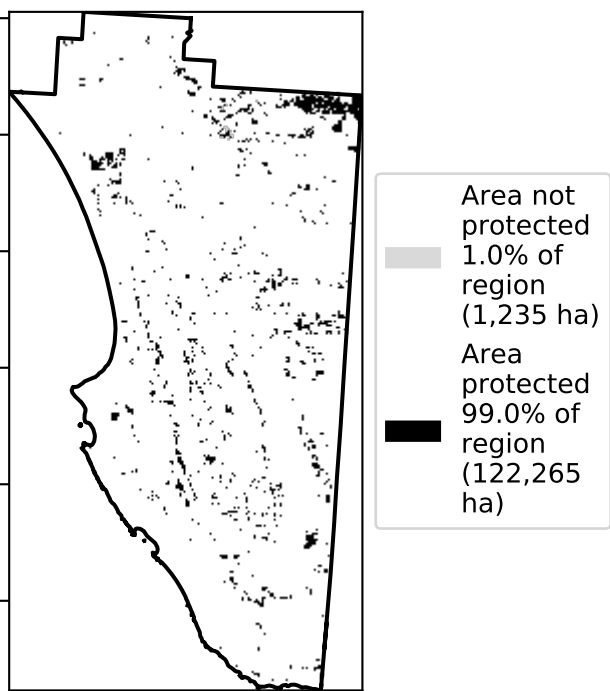 Area not
protected
1.0% of
region
(1,235 ha)
Area
protected
99.0% of
region
(122,265
ha)